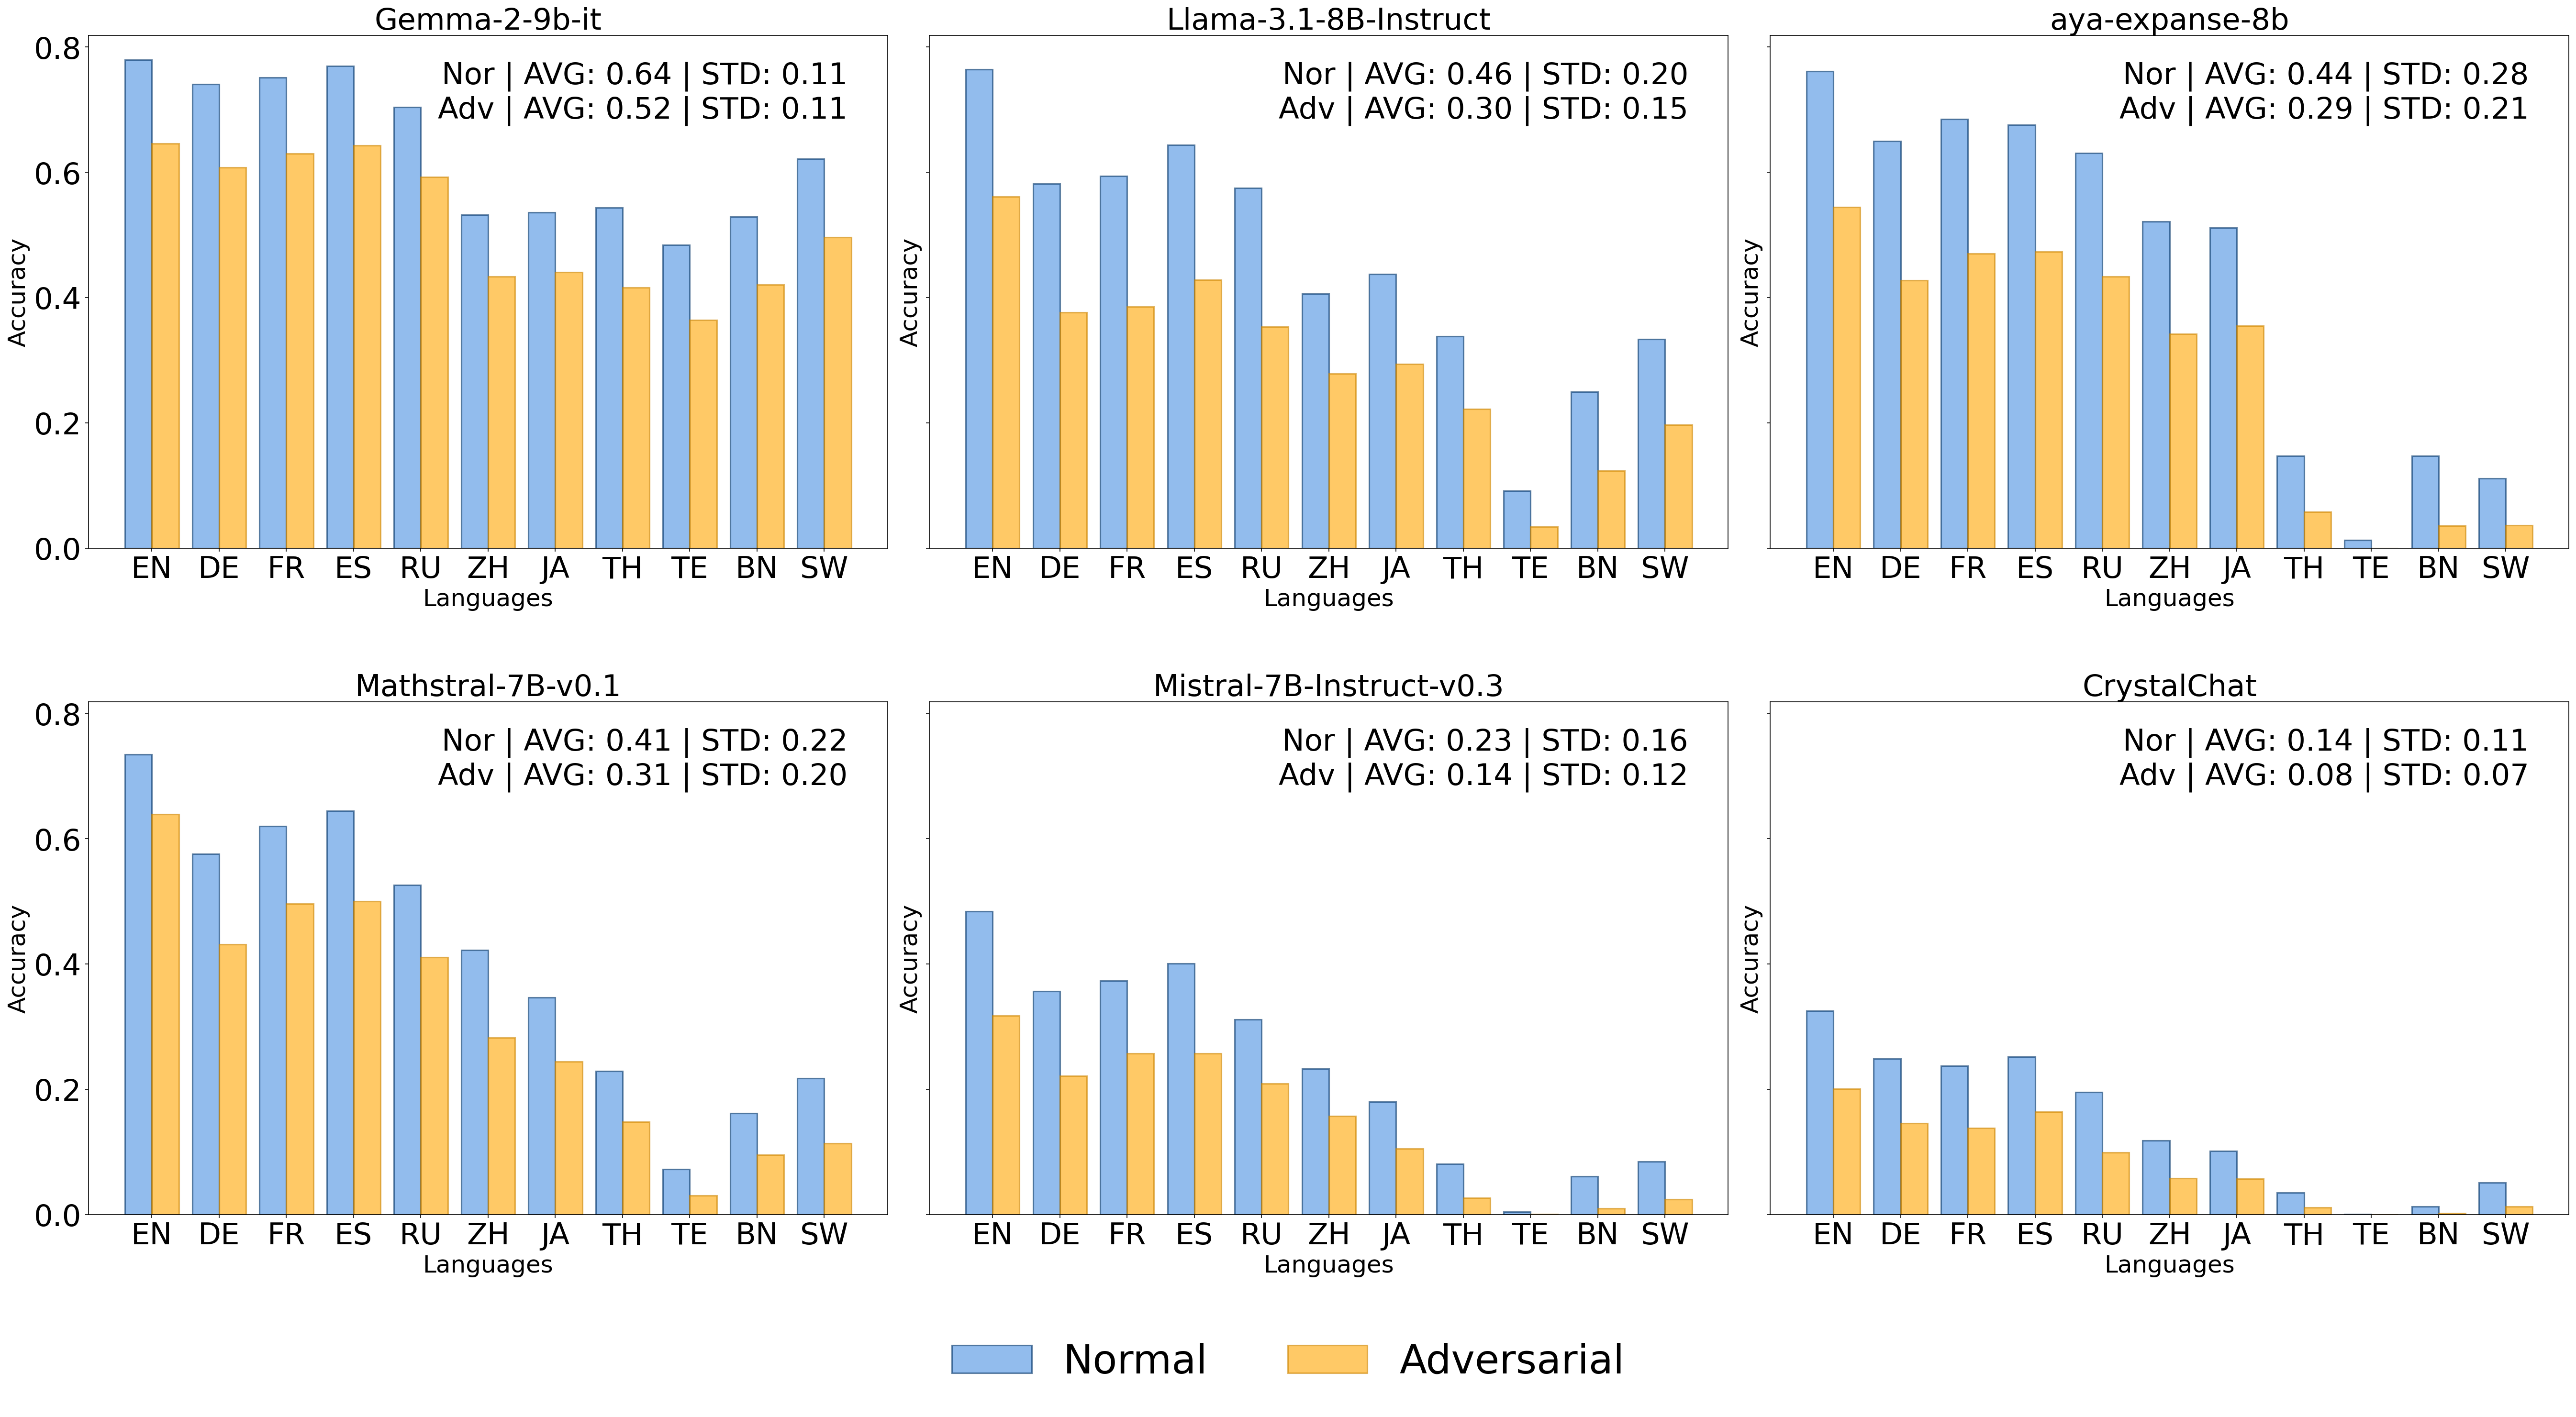 Gemma-2-9b-it
Nor | AVG: 0.64 | STD: 0.11
Adv | AVG: 0.52 | STD: 0.11
0.8
0.6
0.4
0.2
0.0
Accuracy
EN DE FR ES RU ZH JA TH TE BN SW
Languages
Llama-3.1-8B-Instruct
Nor | AVG: 0.46 | STD: 0.20
Adv | AVG: 0.30 | STD: 0.15
Accuracy
EN DE FR ES RU ZH JA TH TE BN SW
Languages
aya-expanse-8b
Nor | AVG: 0.44 | STD: 0.28
Adv | AVG: 0.29 | STD: 0.21
Accuracy
EN DE FR ES RU ZH JA TH TE BN SW
Languages
Mathstral-7B-v0.1
Nor | AVG: 0.41 | STD: 0.22
Adv | AVG: 0.31 | STD: 0.20
0.8
0.6
0.4
0.2
0.0
Accuracy
EN DE FR ES RU ZH JA TH TE BN SW
Languages
Mistral-7B-Instruct-v0.3
Nor | AVG: 0.23 | STD: 0.16
Adv | AVG: 0.14 | STD: 0.12
Accuracy
EN DE FR ES RU ZH JA TH TE BN SW
Languages
CrystalChat
Nor | AVG: 0.14 | STD: 0.11
Adv | AVG: 0.08 | STD: 0.07
Accuracy
EN DE FR ES RU ZH JA TH TE BN SW
Languages
Normal
Adversarial